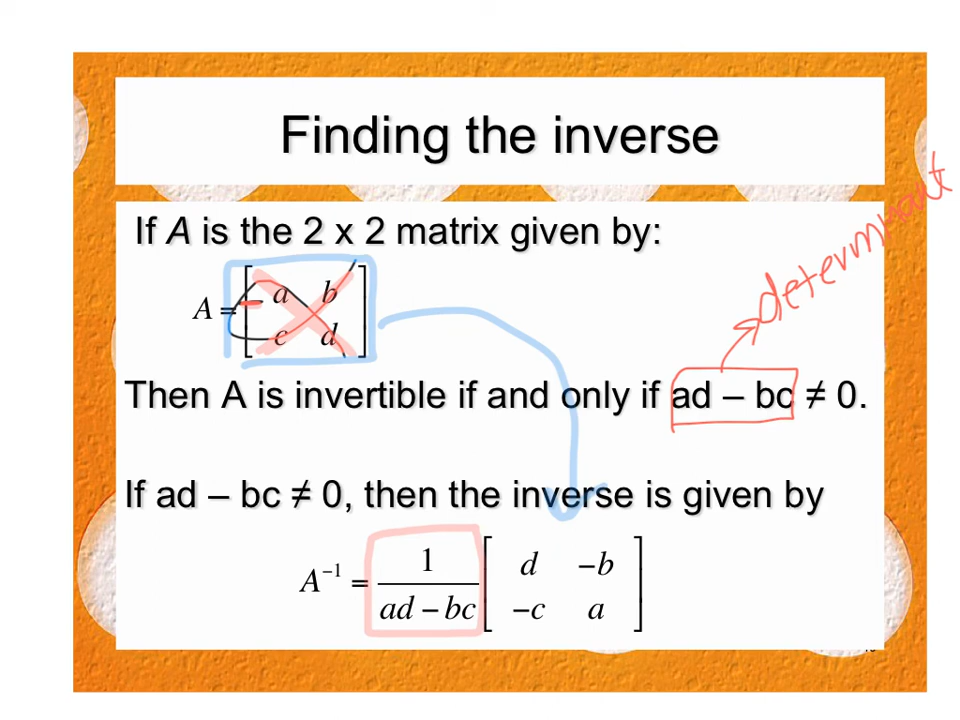 Finding the inverse
If A is the 2 x 2 matrix given by:
A = [ a b
c d ]
Then A is invertible if and only if ad – bc ≠ 0.
If ad – bc ≠ 0, then the inverse is given by
A⁻¹ = 1/(ad − bc) [ d −b
−c a ]